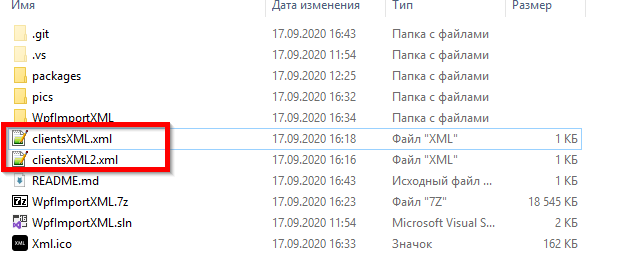 Имя Дата изменения Тип Размер
.git 17.09.2020 16:43 Папка с файлами
.vs 17.09.2020 11:54 Папка с файлами
packages 17.09.2020 12:25 Папка с файлами
pics 17.09.2020 16:32 Папка с файлами
WpfImportXML 17.09.2020 16:34 Папка с файлами
clientsXML.xml 17.09.2020 16:18 Файл "XML" 1 КБ
clientsXML2.xml 17.09.2020 16:16 Файл "XML" 1 КБ
README.md 17.09.2020 16:43 Исходный файл ... 1 КБ
7z WpfImportXML.7z 17.09.2020 16:23 Файл "7Z" 18 545 КБ
WpfImportXML.sln 17.09.2020 11:54 Microsoft Visual S... 2 КБ
XML Xml.ico 17.09.2020 16:33 Значок 162 КБ